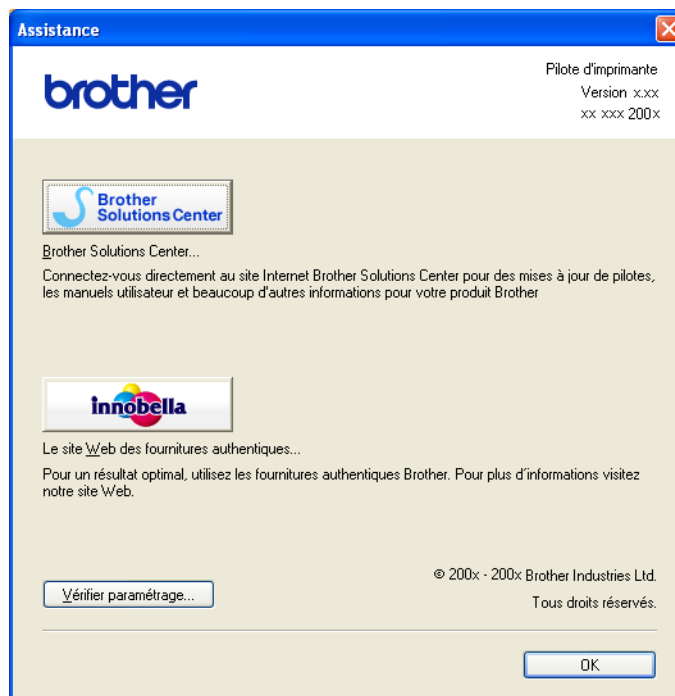 Assistance
brother
Pilote d'imprimante
Version x.xx
xx xxx 200x
Brother
Solutions Center
Brother Solutions Center...
Connectez-vous directement au site Internet Brother Solutions Center pour des mises à jour de pilotes,
les manuels utilisateur et beaucoup d'autres informations pour votre produit Brother
innobella
Le site Web des fournitures authentiques...
Pour un résultat optimal, utilisez les fournitures authentiques Brother. Pour plus d´informations visitez
notre site Web.
© 200x - 200x Brother Industries Ltd.
Vérifier paramétrage...
Tous droits réservés.
OK